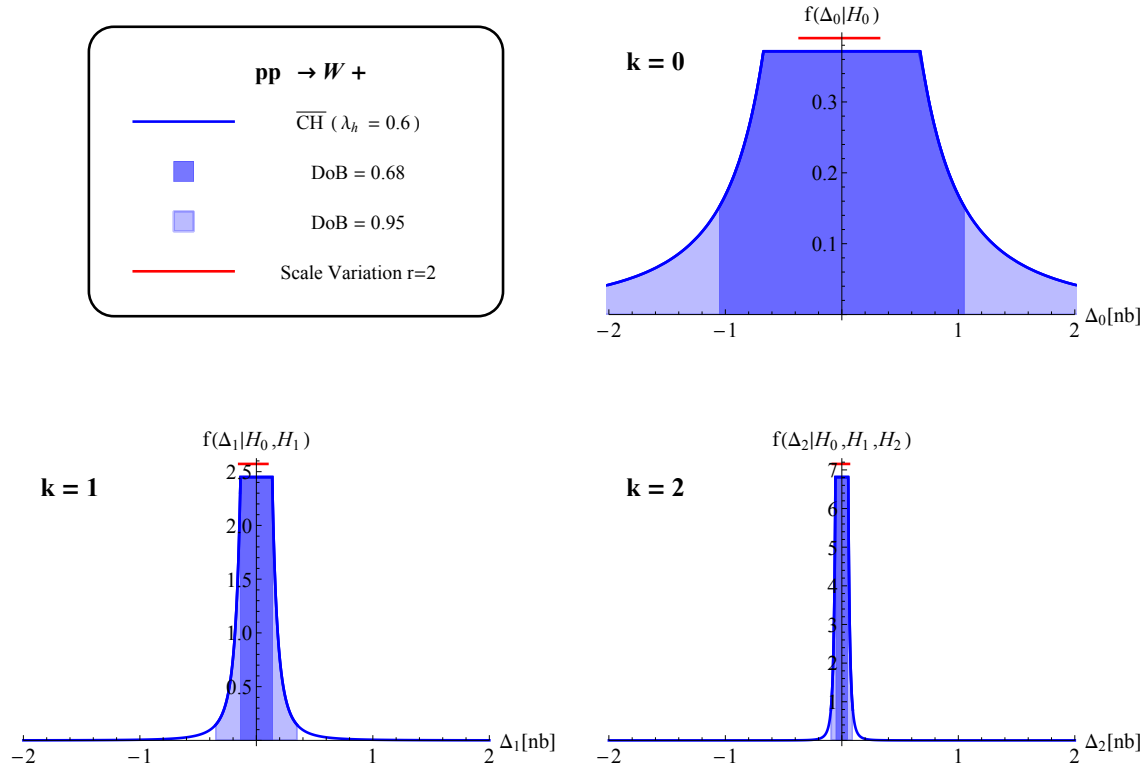 pp → W +
C̅H̅ ( λₕ = 0.6 )
DoB = 0.68
DoB = 0.95
Scale Variation r=2
f(Δ₀|H₀)
k = 0
0.3
0.2
0.1
−2 −1 1 2 Δ₀[nb]
f(Δ₁|H₀,H₁)
k = 1
2.5
2.0
1.5
1.0
0.5
−2 −1 1 2 Δ₁[nb]
f(Δ₂|H₀,H₁,H₂)
k = 2
7
6
5
4
3
2
1
−2 −1 1 2 Δ₂[nb]